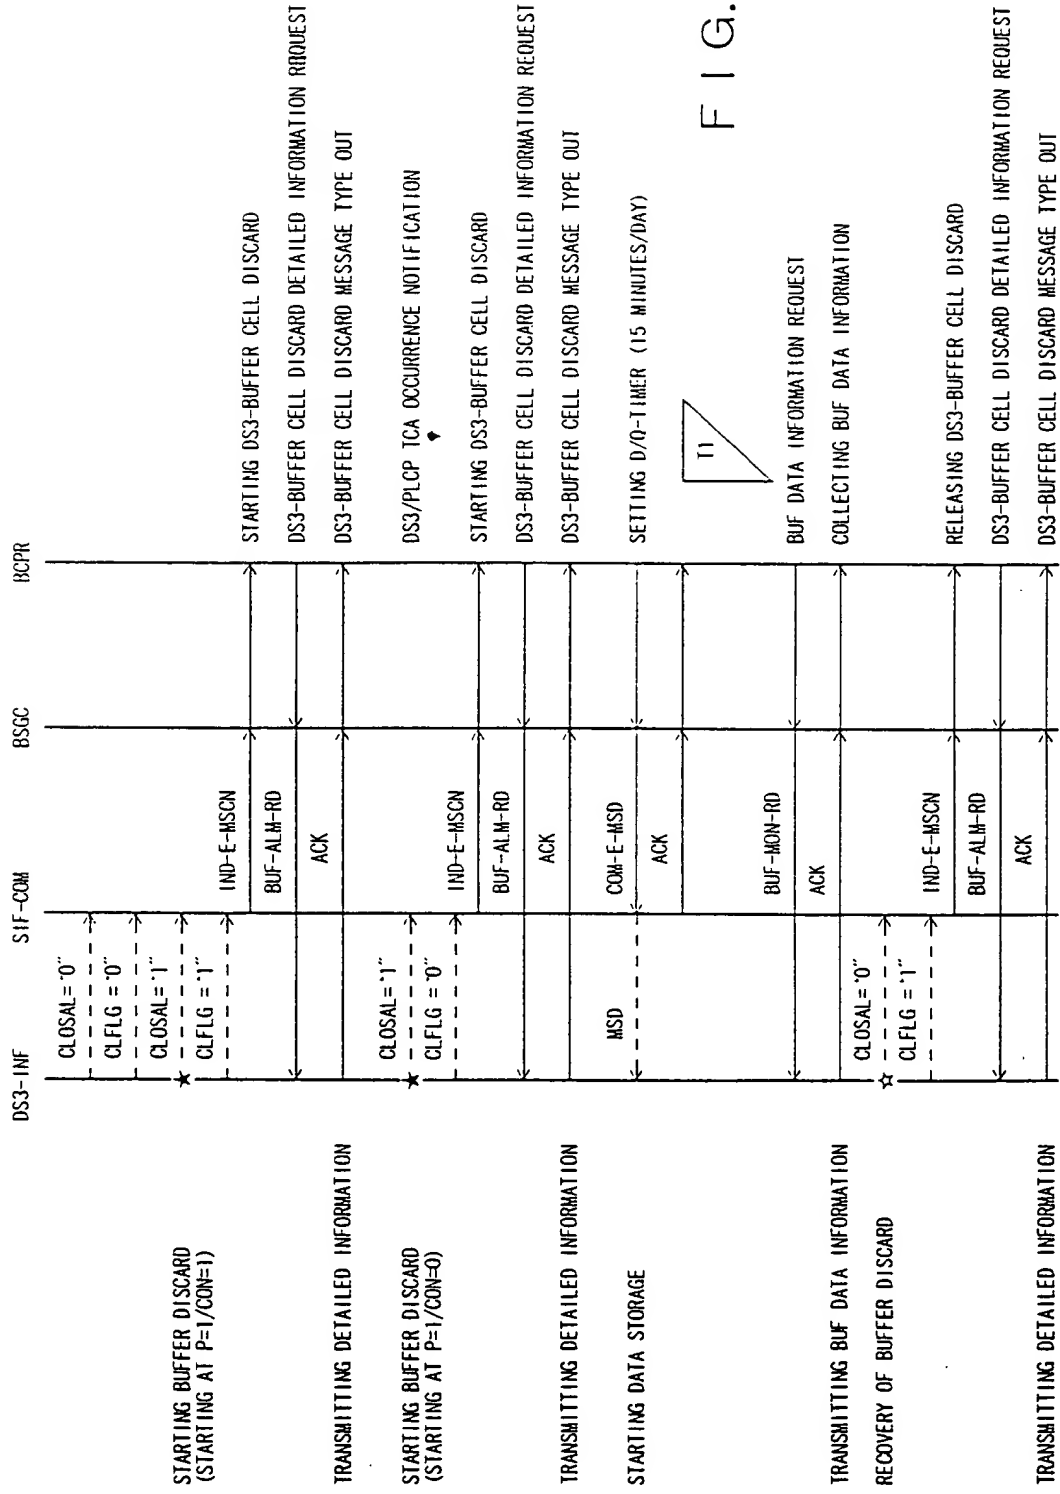 DS3-INF
SIF-COM
BSGC
BCPR
CLOSAL="0"
CLFLG ="0"
CLOSAL="1"
STARTING BUFFER DISCARD
(STARTING AT P=1/CON=1)
CLFLG ="1"
IND-E-MSCN
STARTING DS3-BUFFER CELL DISCARD
BUF-ALM-RD
DS3-BUFFER CELL DISCARD DETAILED INFORMATION RRQUEST
TRANSMITTING DETAILED INFORMATION
ACK
DS3-BUFFER CELL DISCARD MESSAGE TYPE OUT
STARTING BUFFER DISCARD
(STARTING AT P=1/CON=0)
CLOSAL="1"
DS3/PLCP TCA OCCURRENCE NOTIFICATION
CLFLG ="0"
IND-E-MSCN
STARTING DS3-BUFFER CELL DISCARD
BUF-ALM-RD
DS3-BUFFER CELL DISCARD DETAILED INFORMATION REQUEST
TRANSMITTING DETAILED INFORMATION
ACK
DS3-BUFFER CELL DISCARD MESSAGE TYPE OUT
STARTING DATA STORAGE
MSD
COM-E-MSD
SETTING D/Q-TIMER (15 MINUTES/DAY)
ACK
T1
FIG.
BUF-MON-RD
BUF DATA INFORMATION REQUEST
TRANSMITTING BUF DATA INFORMATION
ACK
COLLECTING BUF DATA INFORMATION
RECOVERY OF BUFFER DISCARD
CLOSAL="0"
CLFLG ="1"
IND-E-MSCN
RELEASING DS3-BUFFER CELL DISCARD
BUF-ALM-RD
DS3-BUFFER CELL DISCARD DETAILED INFORMATION REQUEST
TRANSMITTING DETAILED INFORMATION
ACK
DS3-BUFFER CELL DISCARD MESSAGE TYPE OUT